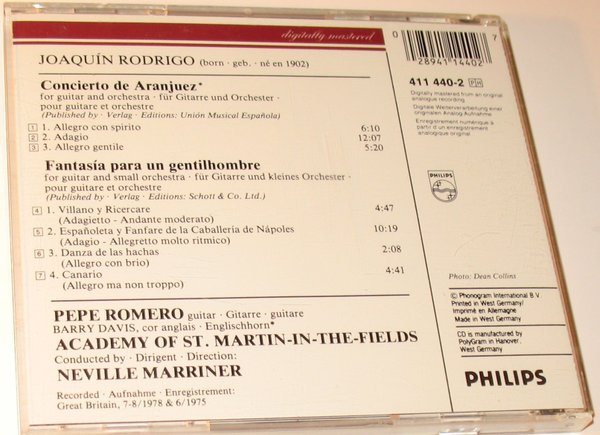 digitally mastered
JOAQUÍN RODRIGO (born · geb. · né en 1902)
Concierto de Aranjuez*
for guitar and orchestra · für Gitarre und Orchester ·
pour guitare et orchestre
(Published by · Verlag · Editions: Unión Musical Española)
1 1. Allegro con spirito 6:10
2 2. Adagio 12:07
3 3. Allegro gentile 5:20
Fantasía para un gentilhombre
for guitar and small orchestra · für Gitarre und kleines Orchester ·
pour guitare et orchestre
(Published by · Verlag · Editions: Schott & Co. Ltd.)
4 1. Villano y Ricercare 4:47
(Adagietto - Andante moderato)
5 2. Españoleta y Fanfare de la Caballería de Nápoles 10:19
(Adagio - Allegretto molto ritmico)
6 3. Danza de las hachas 2:08
(Allegro con brio)
7 4. Canario 4:41
(Allegro ma non troppo)
PEPE ROMERO guitar · Gitarre · guitare
BARRY DAVIS, cor anglais · Englischhorn*
ACADEMY OF ST. MARTIN-IN-THE-FIELDS
Conducted by · Dirigent · Direction:
NEVILLE MARRINER
Recorded · Aufnahme · Enregistrement:
Great Britain, 7-8/1978 & 6/1975
0 28941 14402 7
411 440-2 PH
Digitally mastered from an original
analogue recording
Digitale Weiterverarbeitung einer
originalen Analog Aufnahme
Enregistrement numérique à
partir d'un enregistrement
analogique original
PHILIPS
Photo: Dean Collins
℗ Phonogram International B.V.
Printed in West Germany/
Imprimé en Allemagne
Made in West Germany
CD is manufactured by
PolyGram in Hanover,
West Germany
PHILIPS